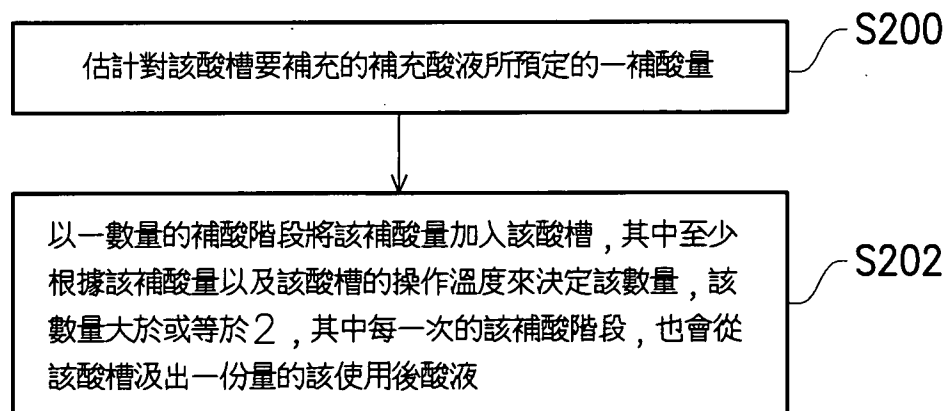 估計對該酸槽要補充的補充酸液所預定的一補酸量
S200
以一數量的補酸階段將該補酸量加入該酸槽，其中至少
根據該補酸量以及該酸槽的操作溫度來決定該數量，該
數量大於或等於2，其中每一次的該補酸階段，也會從
該酸槽汲出一份量的該使用後酸液
S202